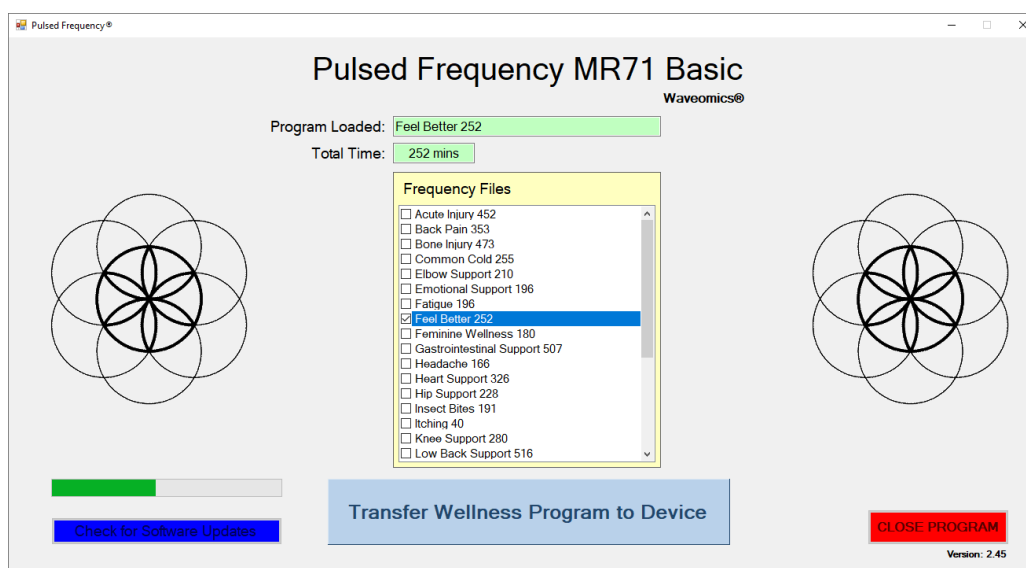 Pulsed Frequency®
Pulsed Frequency MR71 Basic
Waveomics®
Program Loaded: Feel Better 252
Total Time: 252 mins
Frequency Files
Acute Injury 452
Back Pain 353
Bone Injury 473
Common Cold 255
Elbow Support 210
Emotional Support 196
Fatigue 196
Feel Better 252
Feminine Wellness 180
Gastrointestinal Support 507
Headache 166
Heart Support 326
Hip Support 228
Insect Bites 191
Itching 40
Knee Support 280
Low Back Support 516
Transfer Wellness Program to Device
Check for Software Updates
CLOSE PROGRAM
Version: 2.45